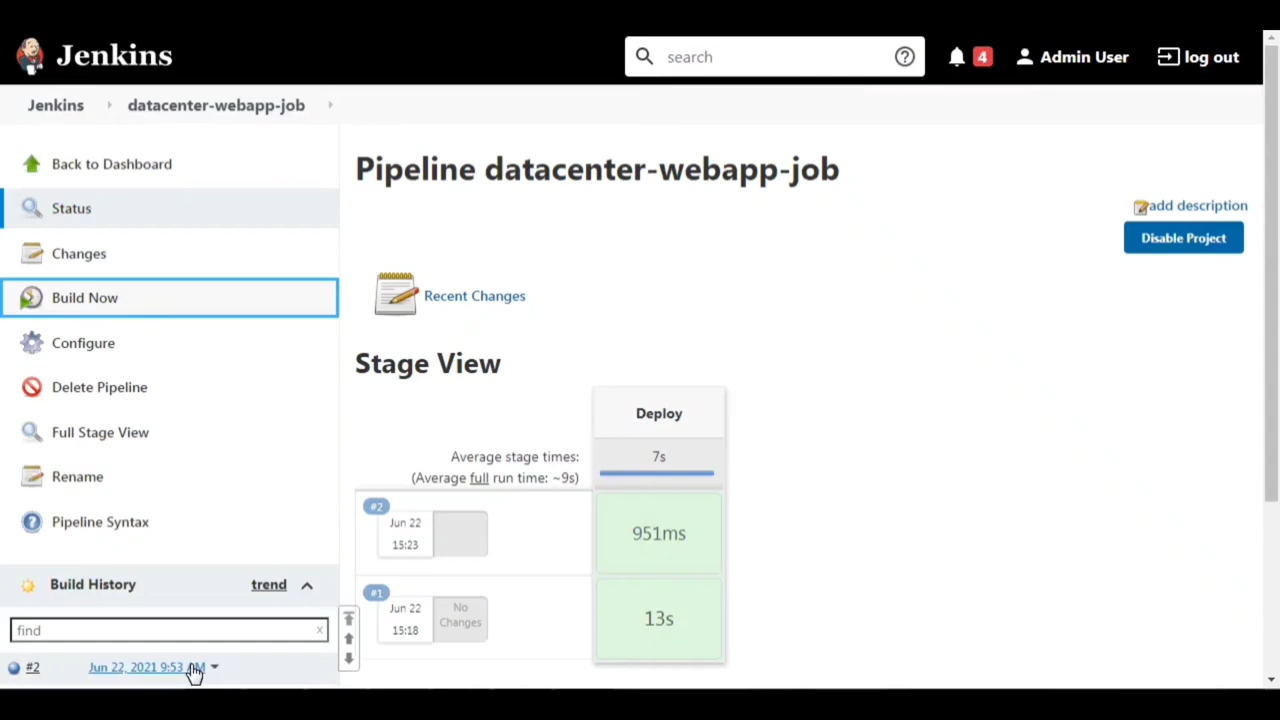 Jenkins
search
4
Admin User
log out
Jenkins
datacenter-webapp-job
Back to Dashboard
Status
Changes
Build Now
Configure
Delete Pipeline
Full Stage View
Rename
Pipeline Syntax
Build History
trend
find
x
#2
Jun 22, 2021 9:53
Pipeline datacenter-webapp-job
add description
Disable Project
Recent Changes
Stage View
Deploy
Average stage times:
7s
(Average full run time: ~9s)
#2
Jun 22
15:23
951ms
#1
Jun 22
15:18
No
Changes
13s